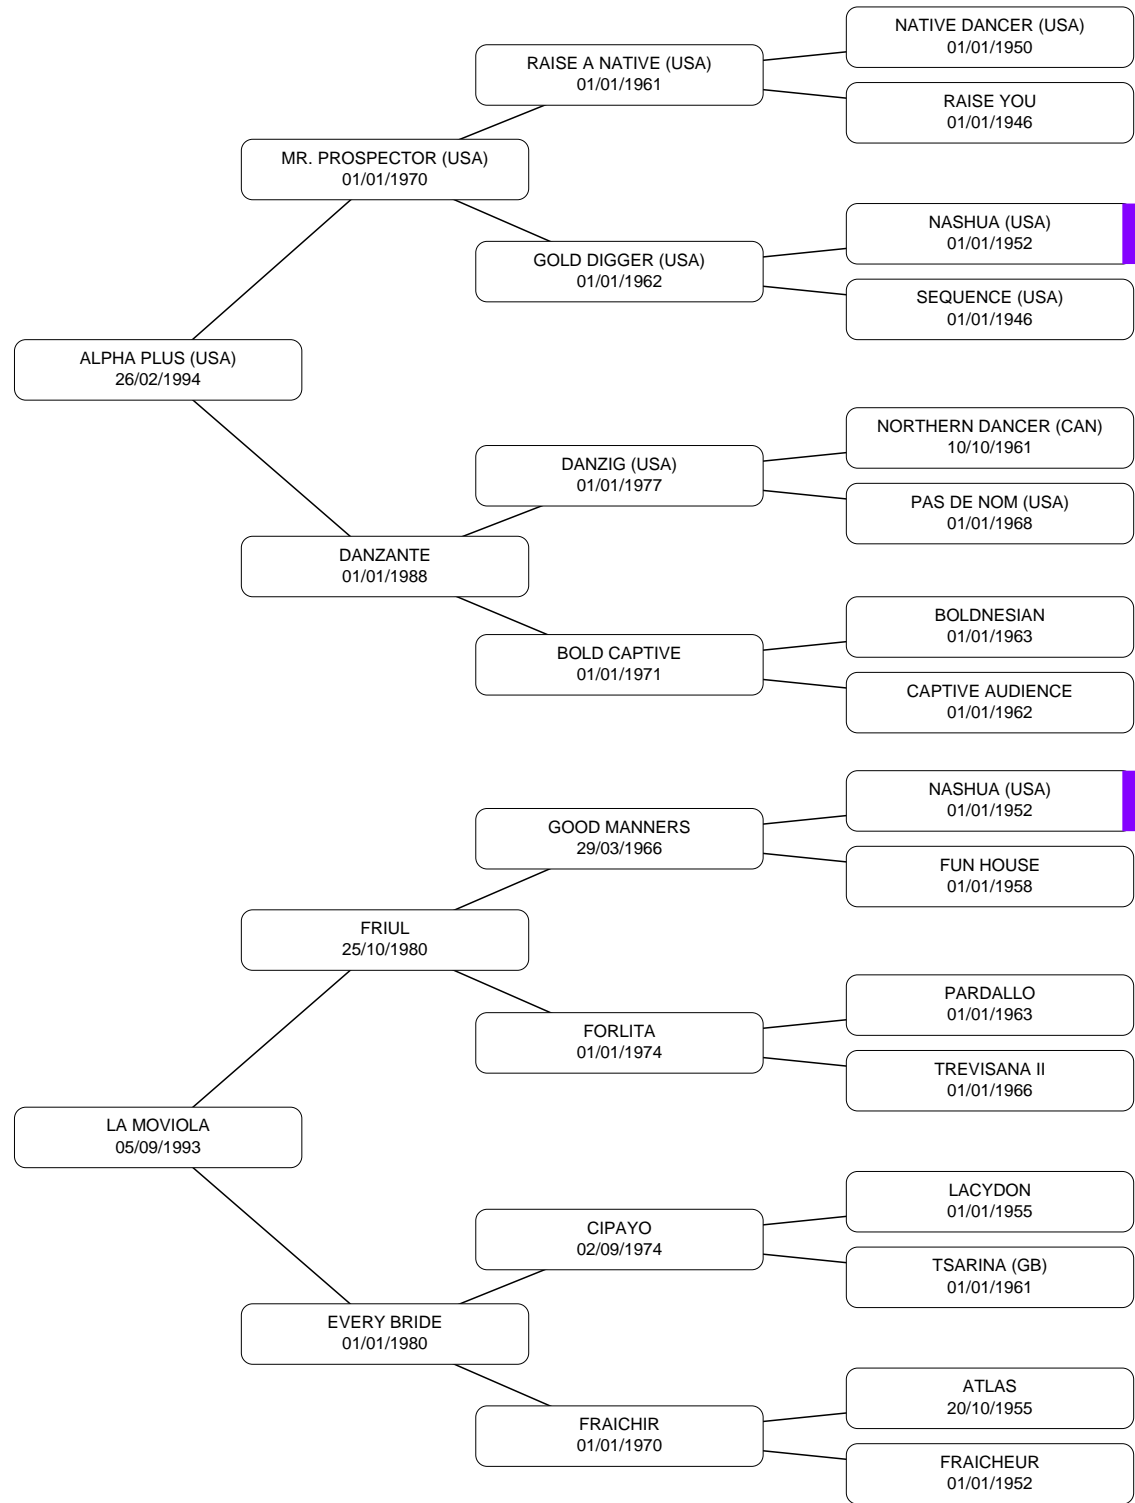 NATIVE DANCER (USA)
01/01/1950
RAISE A NATIVE (USA)
01/01/1961
RAISE YOU
01/01/1946
MR. PROSPECTOR (USA)
01/01/1970
NASHUA (USA)
01/01/1952
GOLD DIGGER (USA)
01/01/1962
SEQUENCE (USA)
01/01/1946
ALPHA PLUS (USA)
26/02/1994
NORTHERN DANCER (CAN)
10/10/1961
DANZIG (USA)
01/01/1977
PAS DE NOM (USA)
01/01/1968
DANZANTE
01/01/1988
BOLDNESIAN
01/01/1963
BOLD CAPTIVE
01/01/1971
CAPTIVE AUDIENCE
01/01/1962
NASHUA (USA)
01/01/1952
GOOD MANNERS
29/03/1966
FUN HOUSE
01/01/1958
FRIUL
25/10/1980
PARDALLO
01/01/1963
FORLITA
01/01/1974
TREVISANA II
01/01/1966
LA MOVIOLA
05/09/1993
LACYDON
01/01/1955
CIPAYO
02/09/1974
TSARINA (GB)
01/01/1961
EVERY BRIDE
01/01/1980
ATLAS
20/10/1955
FRAICHIR
01/01/1970
FRAICHEUR
01/01/1952